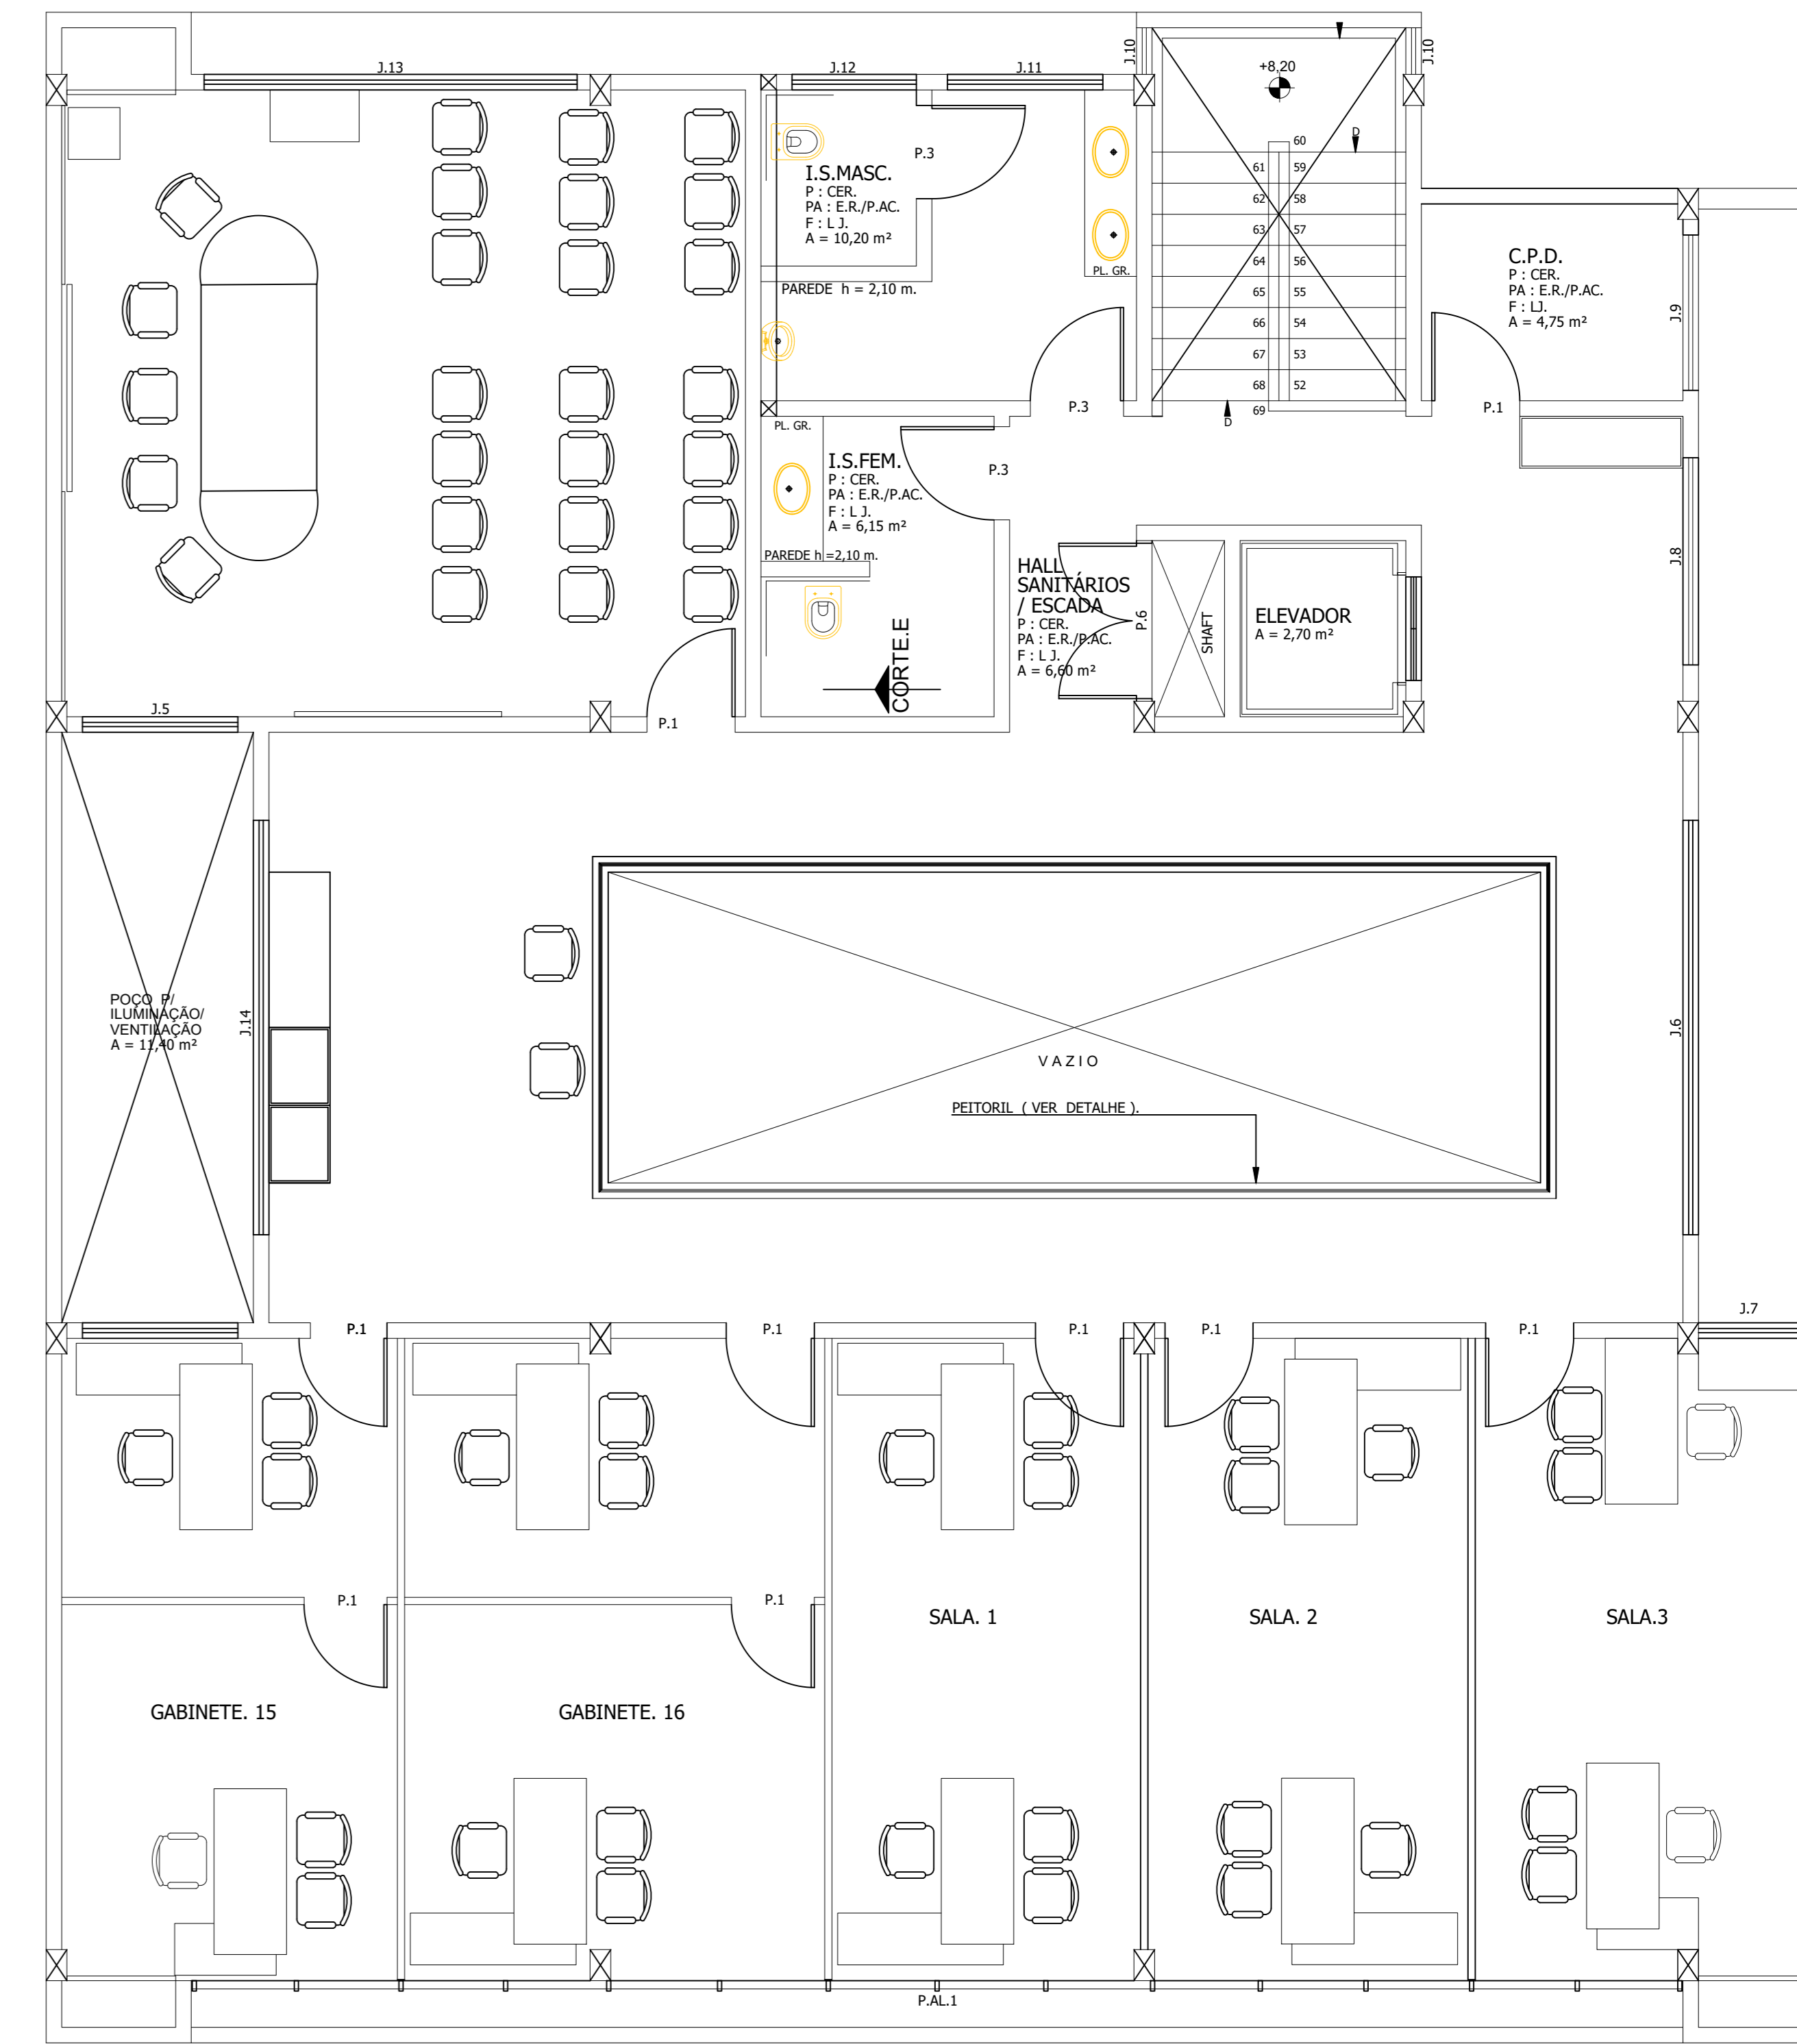 J.13
J.12
J.11
J.10
J.10
+8,20
D
60
61
59
62
58
63
57
64
56
65
55
66
54
67
53
68
52
69
D
P.3
I.S.MASC.
P : CER.
PA : E.R./P.AC.
F : L J.
A = 10,20 m²
PL. GR.
PAREDE h = 2,10 m.
C.P.D.
P : CER.
PA : E.R./P.AC.
F : LJ.
A = 4,75 m²
J.9
P.3
P.1
PL. GR.
P.3
I.S.FEM.
P : CER.
PA : E.R./P.AC.
F : L J.
A = 6,15 m²
PAREDE h =2,10 m.
CORTE.E
HALL
SANITÁRIOS
/ ESCADA
P : CER.
PA : E.R./P.AC.
F : L J.
A = 6,60 m²
P.6
SHAFT
ELEVADOR
A = 2,70 m²
J.8
J.5
P.1
POÇO P/
ILUMINAÇÃO/
VENTILAÇÃO
A = 11,40 m²
J.14
VAZIO
PEITORIL ( VER DETALHE ).
J.6
J.7
P.1
P.1
P.1
P.1
P.1
P.1
P.1
SALA. 1
SALA. 2
SALA.3
GABINETE. 15
GABINETE. 16
P.AL.1